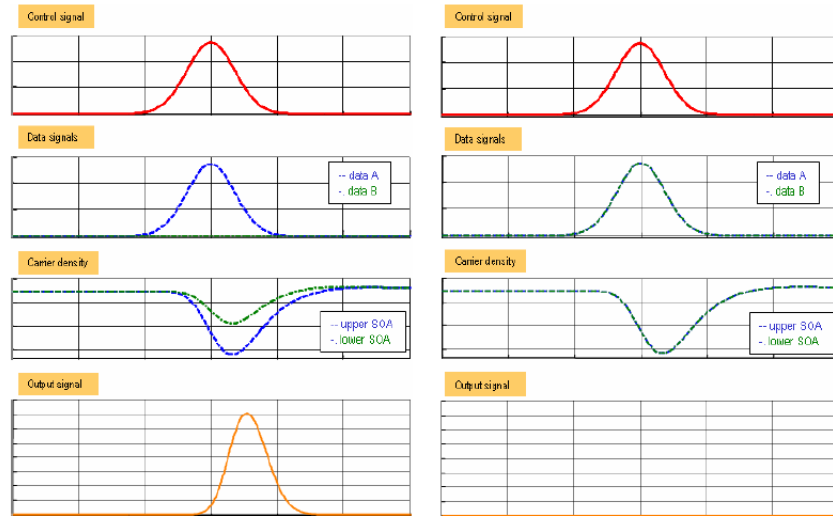 Control signal
Data signals
-- data A
-. data B
Carrier density
-- upper SOA
-. lower SOA
Output signal
Control signal
Data signals
-- data A
-. data B
Carrier density
-- upper SOA
-. lower SOA
Output signal